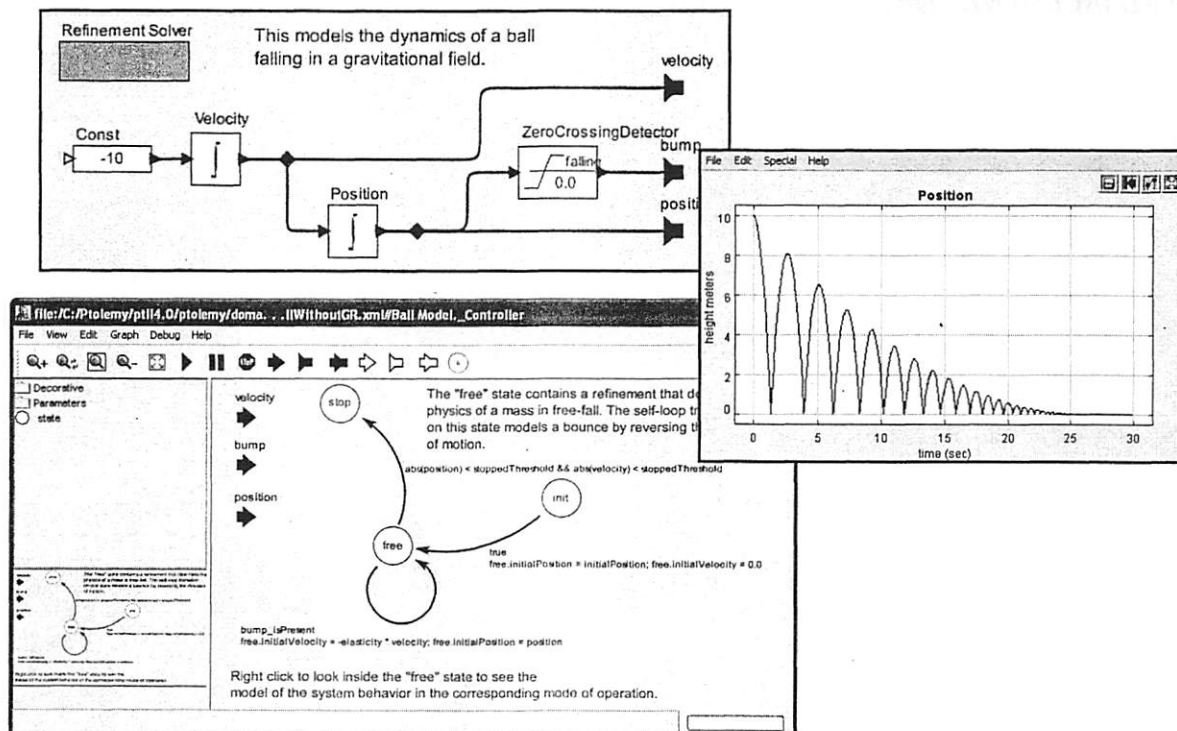 Refinement Solver
This models the dynamics of a ball
falling in a gravitational field.
velocity
Velocity
Const
-10
ZeroCrossingDetector
bump
falling
0.0
Position
positi
File Edit Special Help
Position
height meters
10
8
6
4
2
0
0 5 10 15 20 25 30
time (sec)
file:/C:/Ptolemy/ptII4.0/ptolemy/doma. . .llWithoutGR.xml#Ball Model._Controller
File View Edit Graph Debug Help
Decorative
Parameters
state
velocity
bump
position
stop
The "free" state contains a refinement that de
physics of a mass in free-fall. The self-loop tr
on this state models a bounce by reversing th
of motion.
abs(position) < stoppedThreshold && abs(velocity) < stoppedThreshold
init
free
true
free.initialPosition = initialPosition; free.initialVelocity = 0.0
bump_isPresent
free.initialVelocity = -elasticity * velocity; free.initialPosition = position
Right click to look inside the "free" state to see the
model of the system behavior in the corresponding mode of operation.